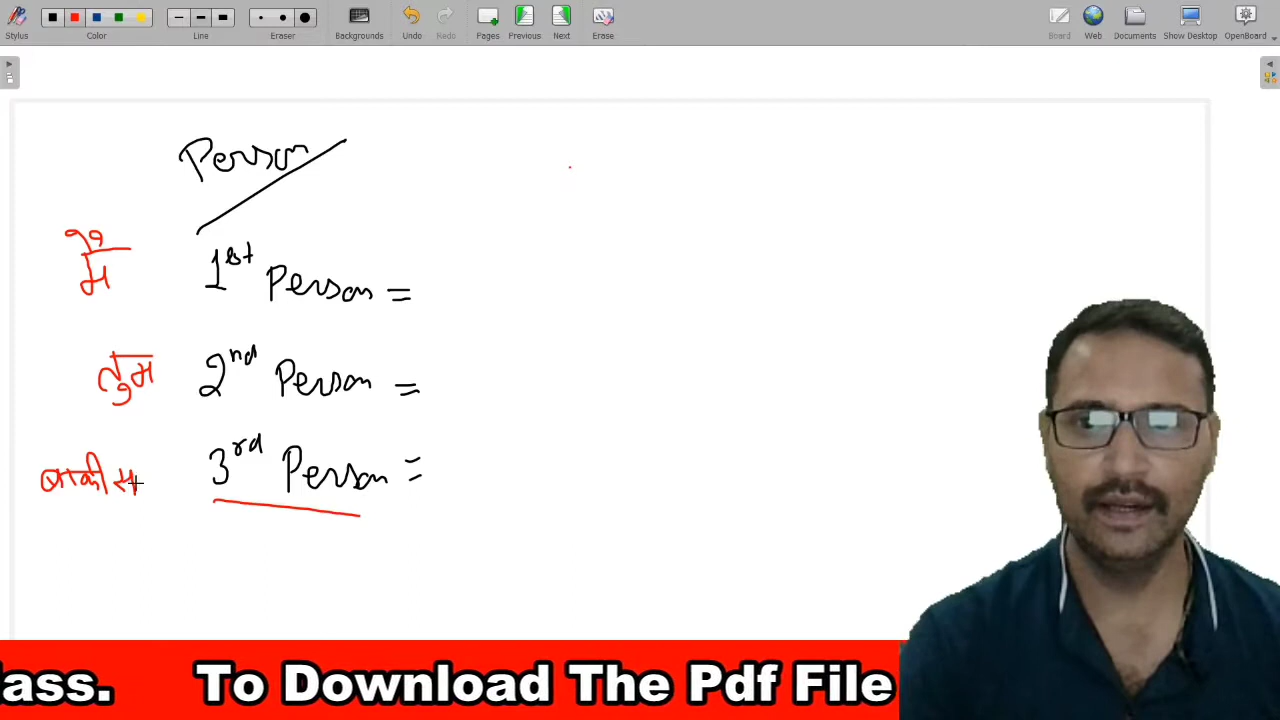 Stylus Color Line Eraser Backgrounds Undo Redo Pages Previous Next Erase Board Web Documents Show Desktop OpenBoard
Person
1st Person =
तुम 2nd Person =
बाकी स 3rd Person =
lass. To Download The Pdf File